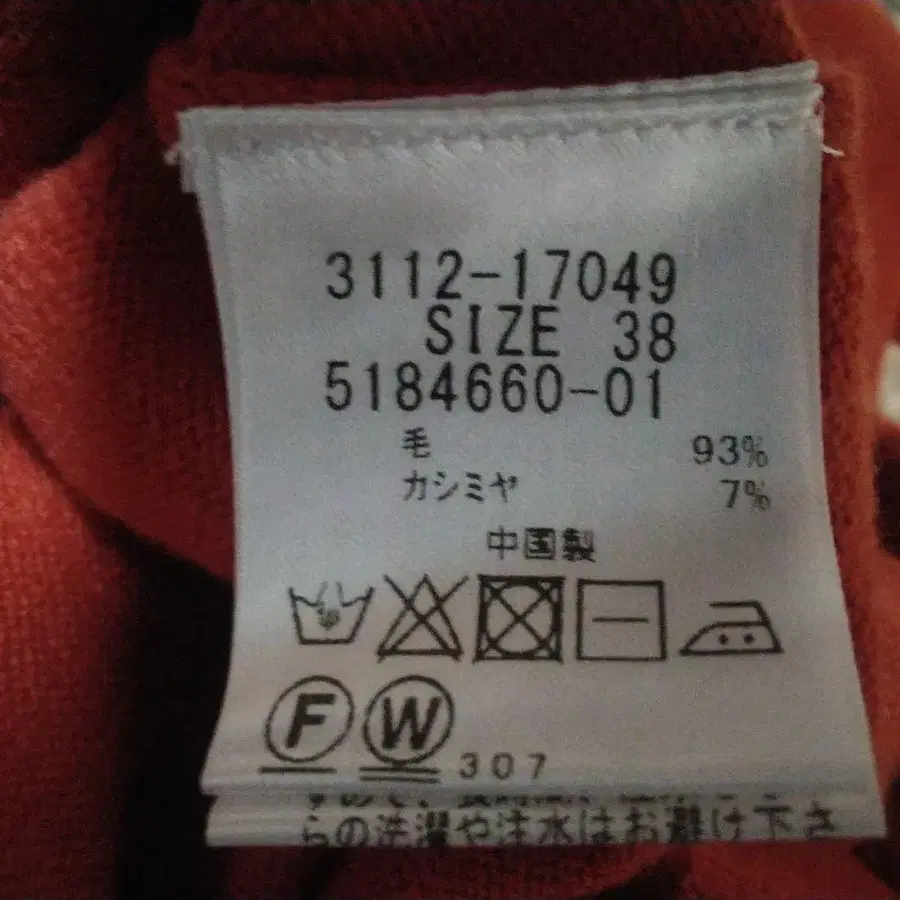 3112-17049
SIZE 38
5184660-01
毛 93%
カシミヤ 7%
中国製
F W 307
らの洗濯や注水はお避け下さ